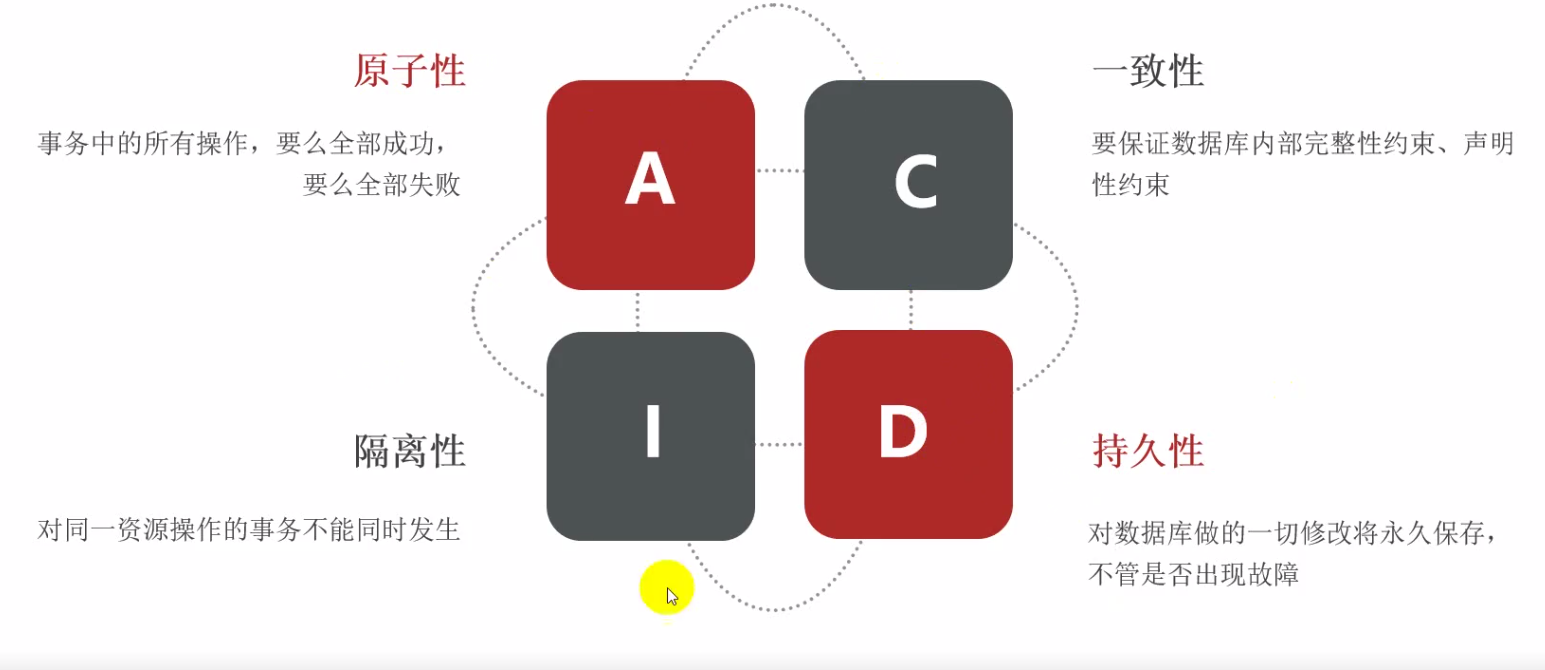 原子性
事务中的所有操作，要么全部成功，
要么全部失败
A
C
一致性
要保证数据库内部完整性约束、声明
性约束
隔离性
对同一资源操作的事务不能同时发生
I
D
持久性
对数据库做的一切修改将永久保存，
不管是否出现故障